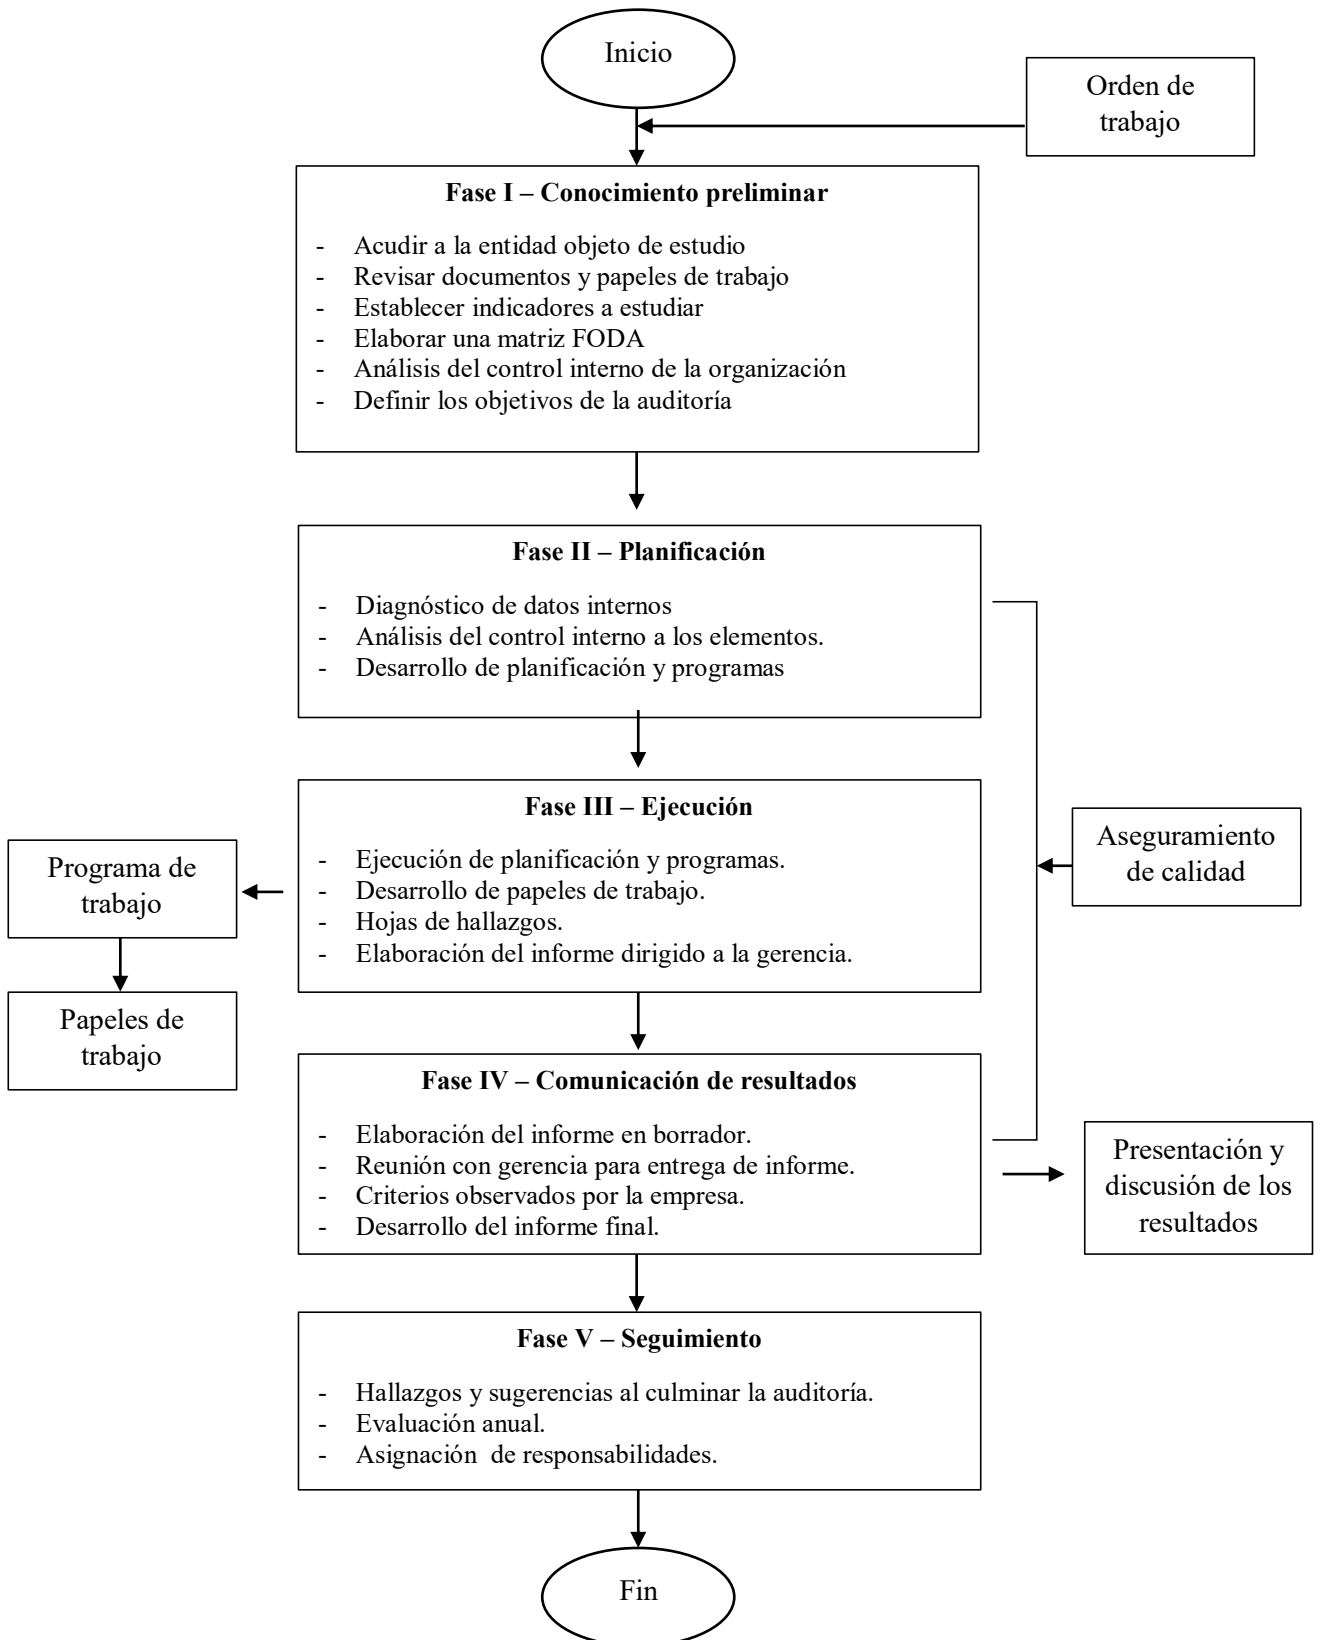 Inicio
Orden de
trabajo
Fase I – Conocimiento preliminar
- Acudir a la entidad objeto de estudio
- Revisar documentos y papeles de trabajo
- Establecer indicadores a estudiar
- Elaborar una matriz FODA
- Análisis del control interno de la organización
- Definir los objetivos de la auditoría
Fase II – Planificación
- Diagnóstico de datos internos
- Análisis del control interno a los elementos.
- Desarrollo de planificación y programas
Fase III – Ejecución
- Ejecución de planificación y programas.
- Desarrollo de papeles de trabajo.
- Hojas de hallazgos.
- Elaboración del informe dirigido a la gerencia.
Programa de
trabajo
Papeles de
trabajo
Aseguramiento
de calidad
Fase IV – Comunicación de resultados
- Elaboración del informe en borrador.
- Reunión con gerencia para entrega de informe.
- Criterios observados por la empresa.
- Desarrollo del informe final.
Presentación y
discusión de los
resultados
Fase V – Seguimiento
- Hallazgos y sugerencias al culminar la auditoría.
- Evaluación anual.
- Asignación  de responsabilidades.
Fin